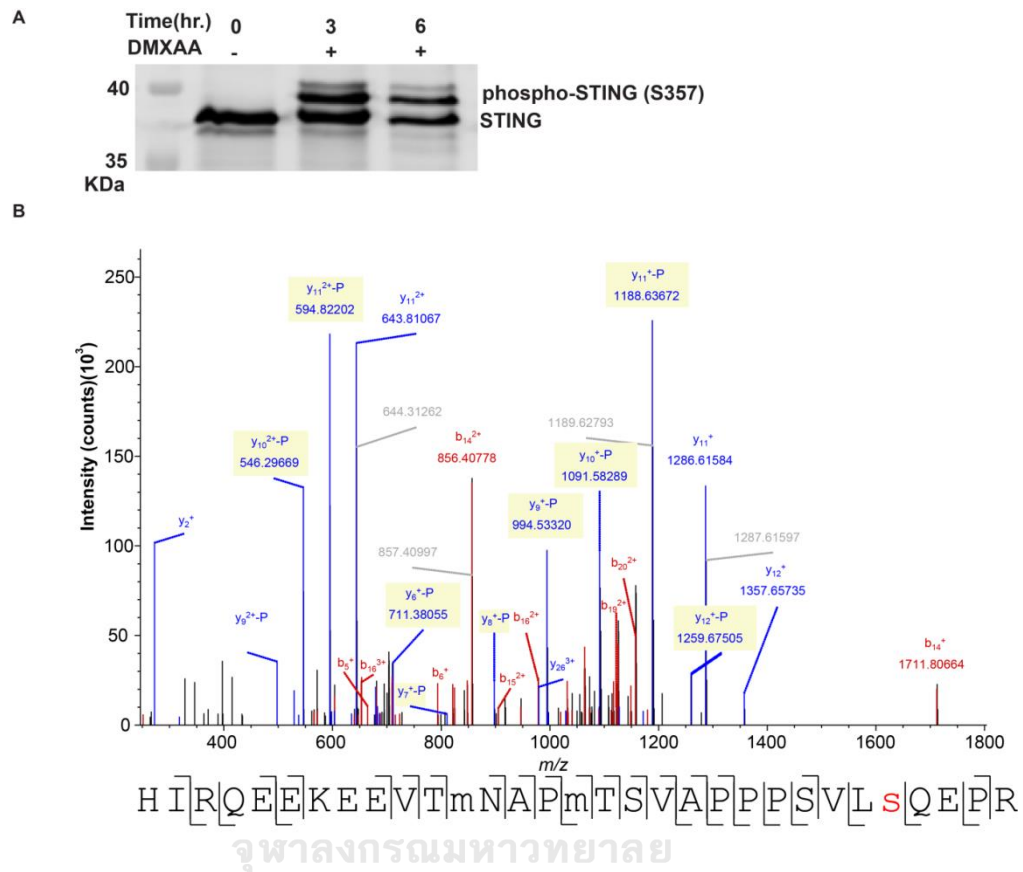 A
Time(hr.) 0 3 6
DMXAA - + +
40
phospho-STING (S357)
STING
35
KDa
B
Intensity (counts)(10³)
250
200
150
100
50
0
y₁₁²⁺-P
594.82202
y₁₁²⁺
643.81067
y₁₁⁺-P
1188.63672
644.31262
1189.62793
b₁₄²⁺
856.40778
y₁₀²⁺-P
546.29669
y₁₀⁺-P
1091.58289
y₁₁⁺
1286.61584
y₂⁺
y₉⁺-P
994.53320
857.40997
1287.61597
y₁₂⁺
1357.65735
b₂₀²⁺
y₆⁺-P
711.38055
y₈⁺-P
b₁₆²⁺
b₁₉²⁺
y₁₂⁺-P
1259.67505
y₉²⁺-P
b₅⁺
b₁₆³⁺
b₆⁺
y₂₆³⁺
b₁₄⁺
1711.80664
y₇⁺-P
b₁₅²⁺
400 600 800 1000 1200 1400 1600 1800
m/z
HIRQEEKEEVTmNAPmTSVAPPPSVLsQEPR
จุฬาลงกรณมหาวิทยาลัย